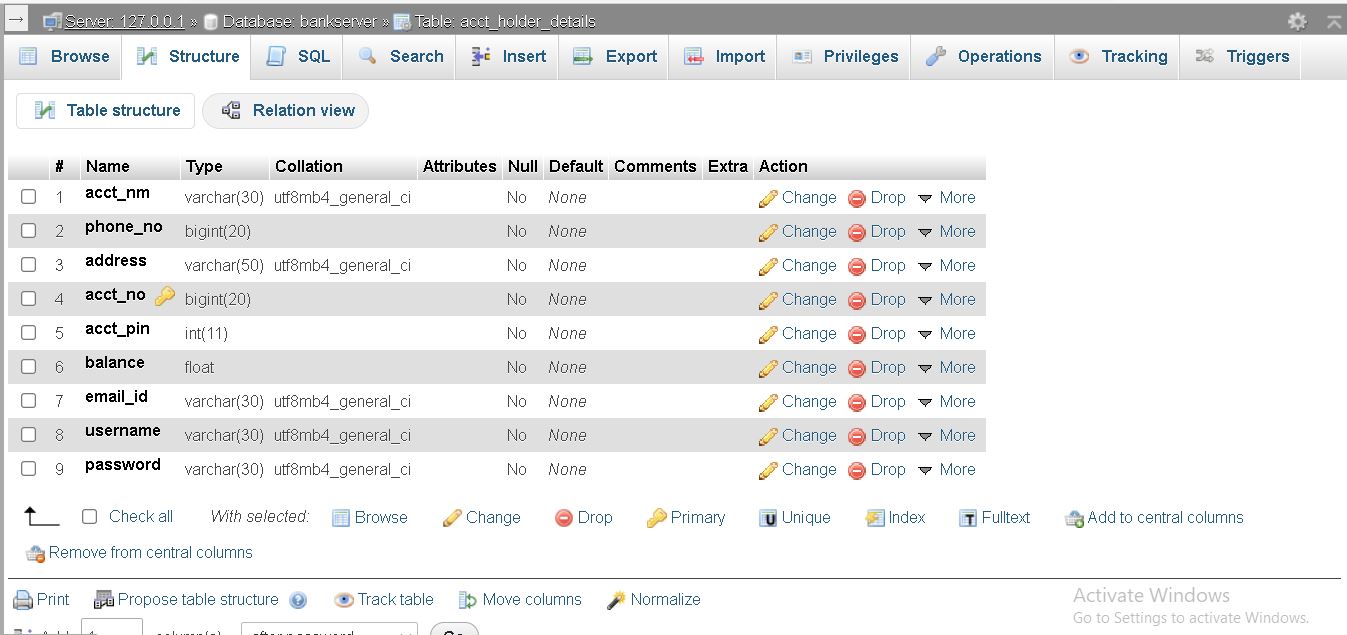 Server: 127.0.0.1 » Database: bankserver » Table: acct_holder_details
Browse Structure SQL Search Insert Export Import Privileges Operations Tracking Triggers
Table structure Relation view
# Name Type Collation Attributes Null Default Comments Extra Action
1 acct_nm varchar(30) utf8mb4_general_ci No None Change Drop More
2 phone_no bigint(20) No None Change Drop More
3 address varchar(50) utf8mb4_general_ci No None Change Drop More
4 acct_no bigint(20) No None Change Drop More
5 acct_pin int(11) No None Change Drop More
6 balance float No None Change Drop More
7 email_id varchar(30) utf8mb4_general_ci No None Change Drop More
8 username varchar(30) utf8mb4_general_ci No None Change Drop More
9 password varchar(30) utf8mb4_general_ci No None Change Drop More
Check all With selected: Browse Change Drop Primary Unique Index Fulltext Add to central columns
Remove from central columns
Print Propose table structure Track table Move columns Normalize
Activate Windows
Go to Settings to activate Windows.
column(s) after password